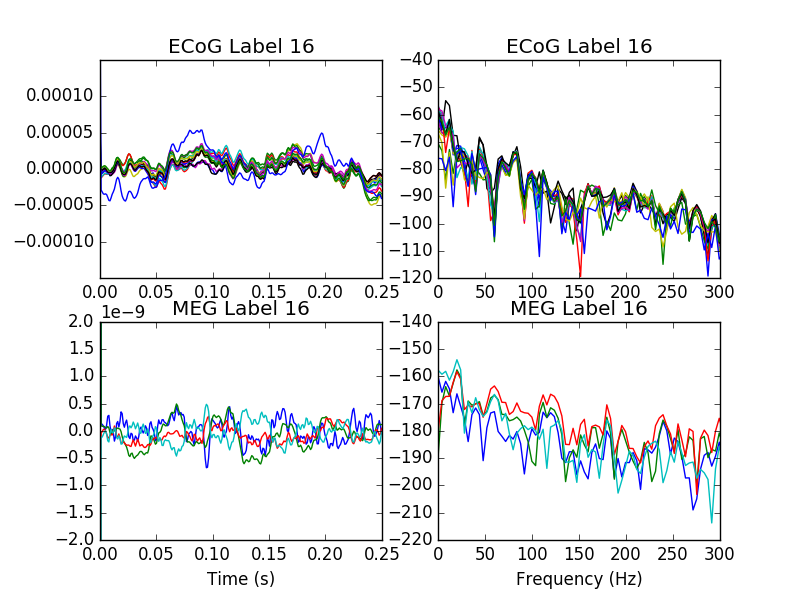 ECoG Label 16
0.00010
0.00005
0.00000
−0.00005
−0.00010
0.00 0.05 0.10 0.15 0.20 0.25
ECoG Label 16
−40
−50
−60
−70
−80
−90
−100
−110
−120
0 50 100 150 200 250 300
MEG Label 16
1e−9
2.0
1.5
1.0
0.5
0.0
−0.5
−1.0
−1.5
−2.0
0.00 0.05 0.10 0.15 0.20 0.25
Time (s)
MEG Label 16
−140
−150
−160
−170
−180
−190
−200
−210
−220
0 50 100 150 200 250 300
Frequency (Hz)